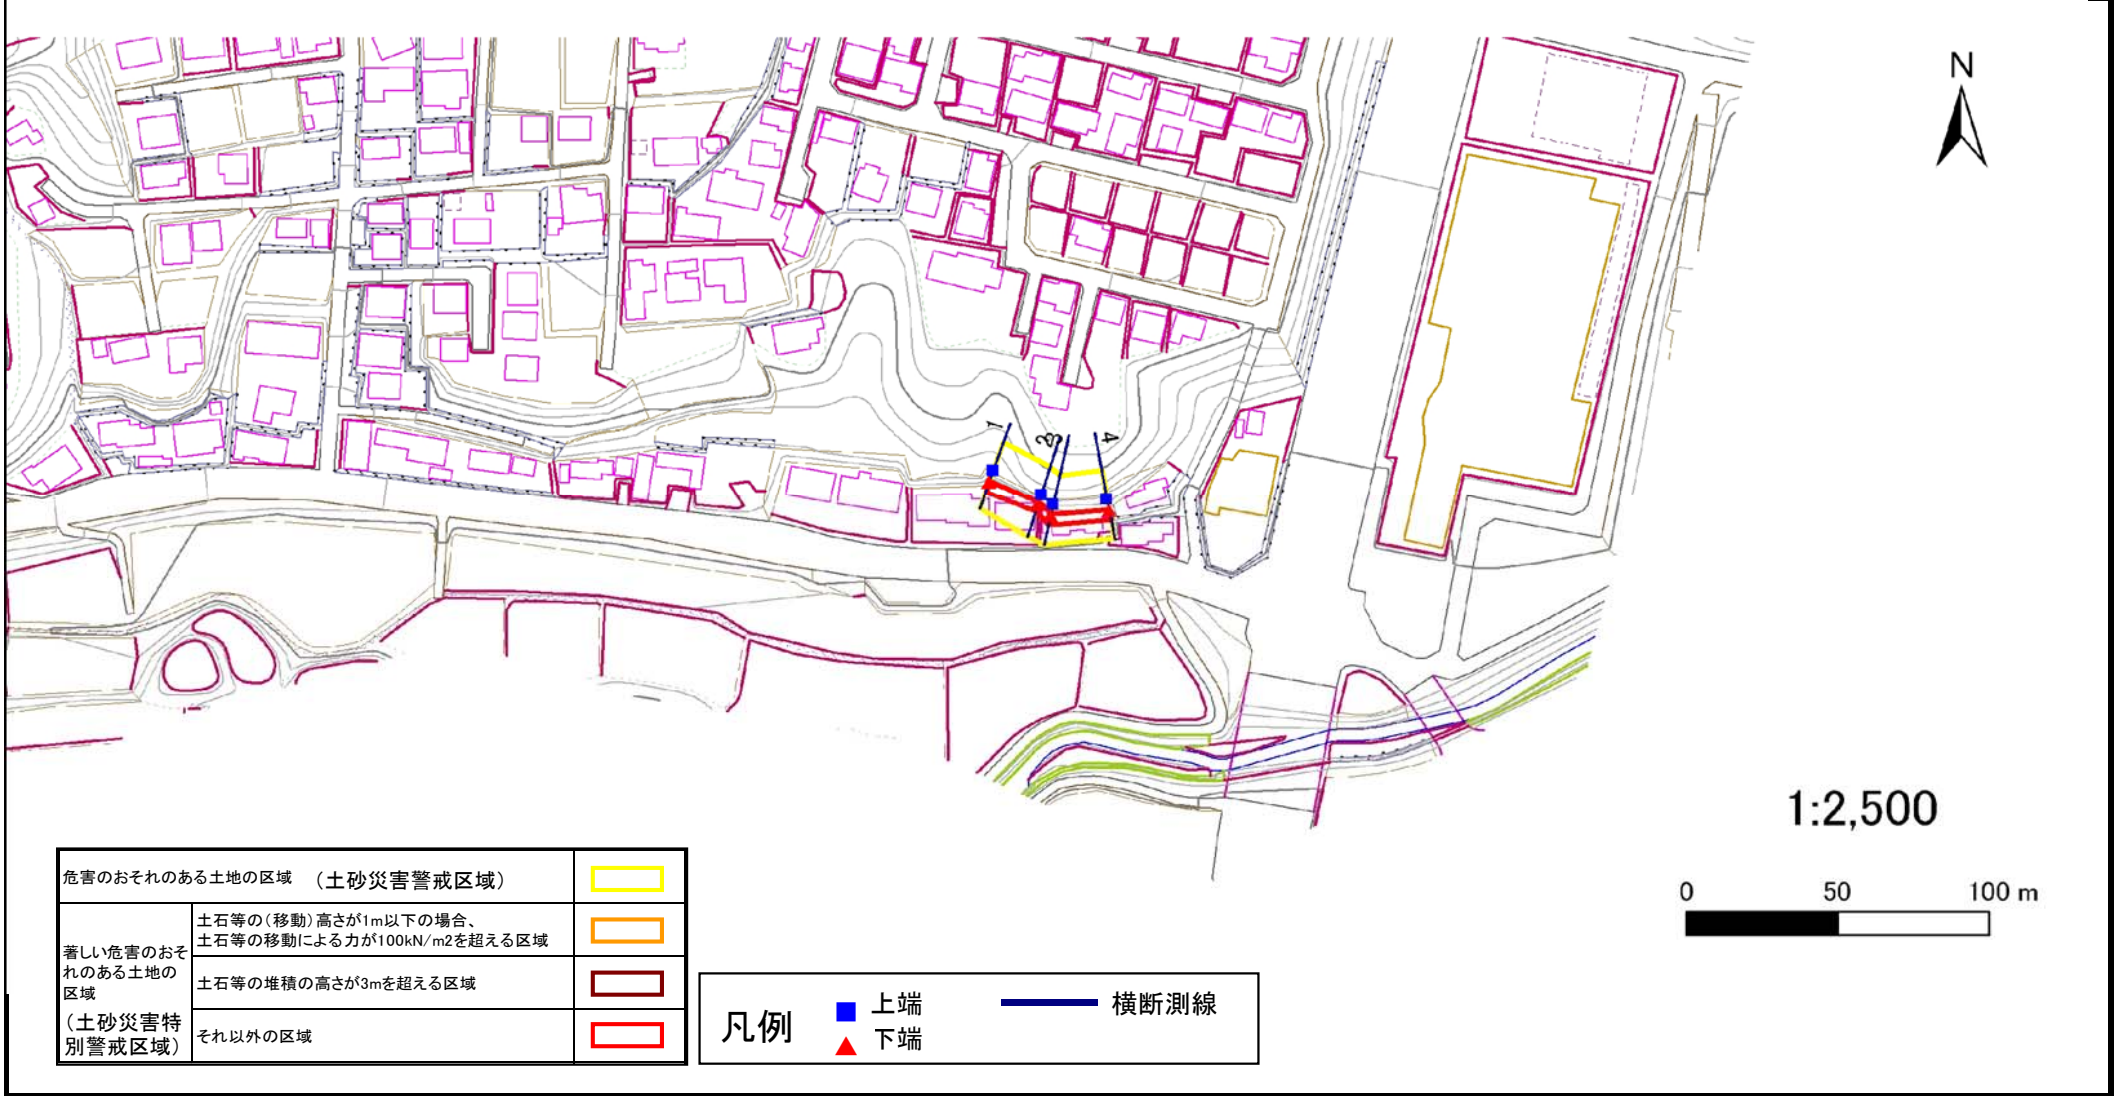 N
1
2
3
4
1:2,500
0 50 100 m
危害のおそれのある土地の区域 (土砂災害警戒区域)
著しい危害のおそ
れのある土地の
区域
(土砂災害特
別警戒区域)
土石等の(移動)高さが1m以下の場合、
土石等の移動による力が100kN/m2を超える区域
土石等の堆積の高さが3mを超える区域
それ以外の区域
凡例
上端
下端
横断測線